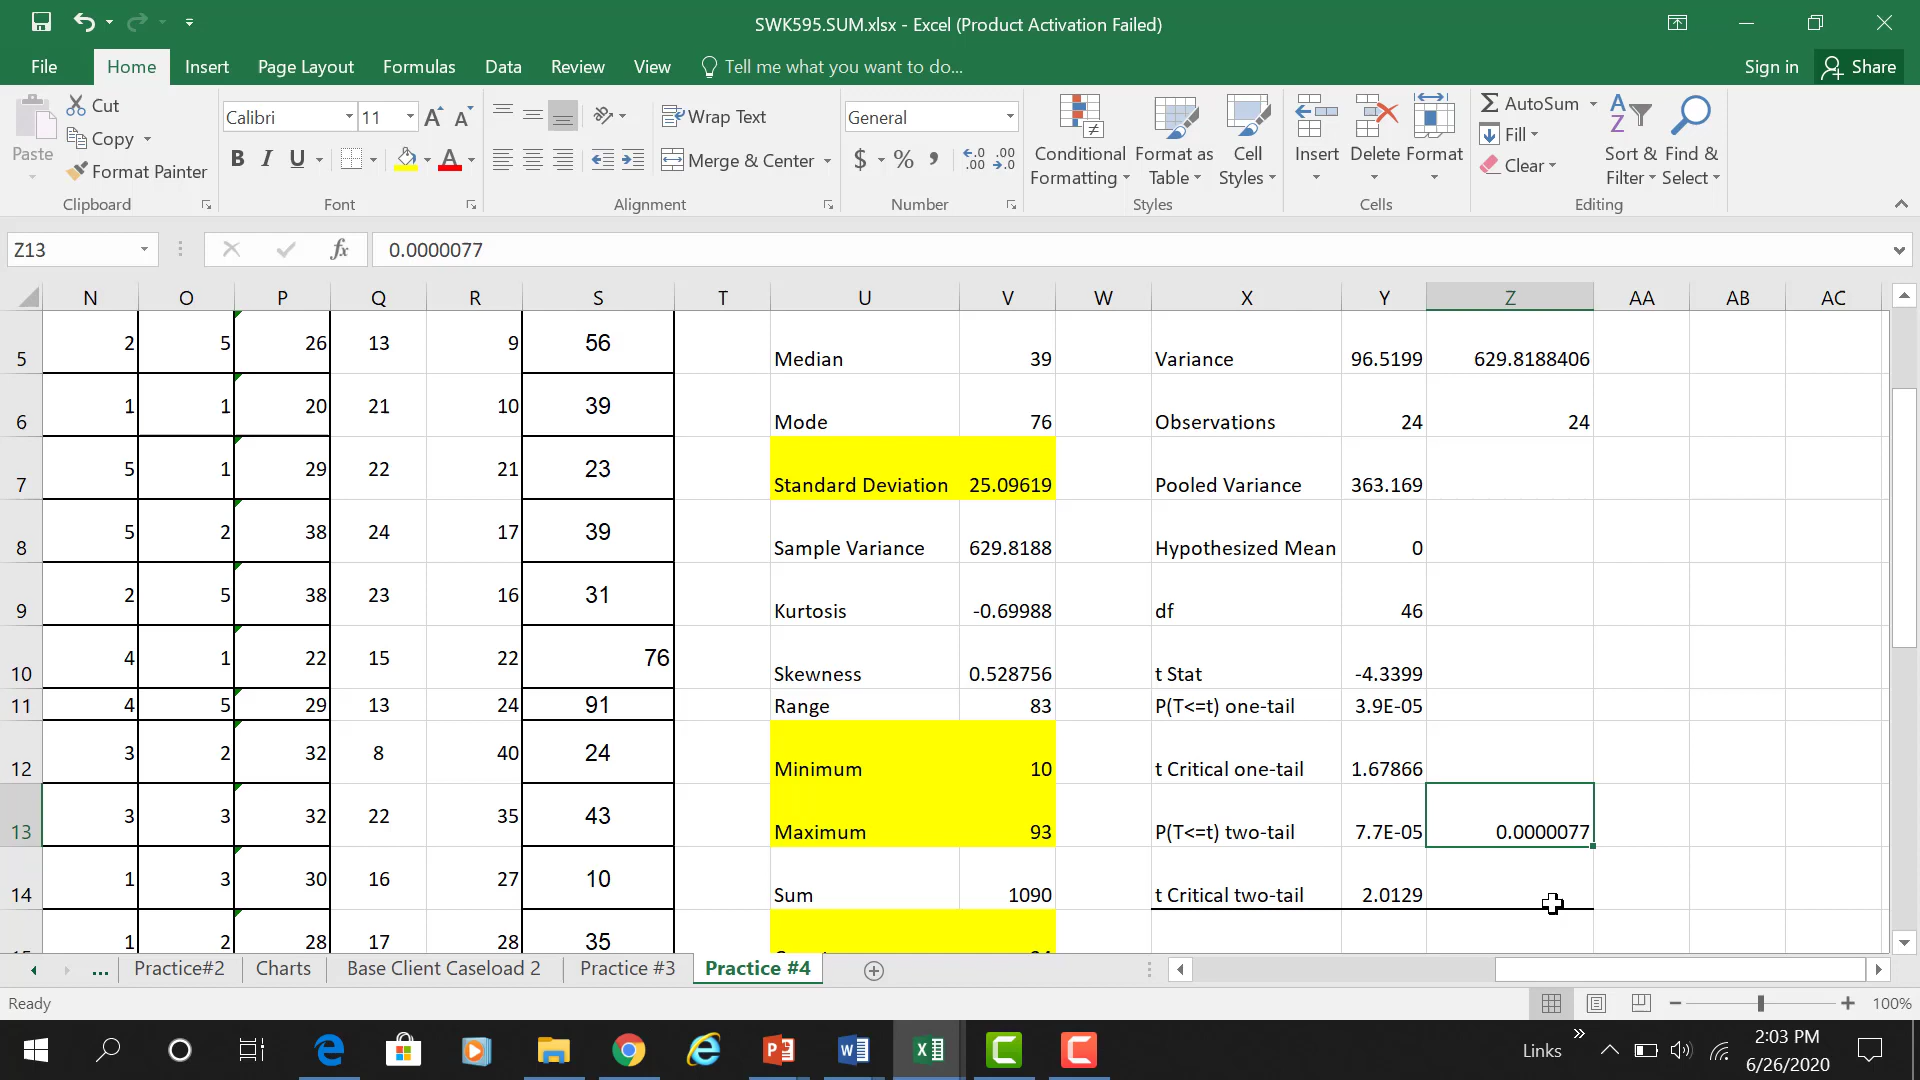 SWK595.SUM.xlsx - Excel (Product Activation Failed)
File Home Insert Page Layout Formulas Data Review View Tell me what you want to do... Sign in Share
Paste Cut Copy Format Painter
Calibri 11 A A
B I U A
Wrap Text
Merge & Center
General
$ % , .00 .00
Conditional Formatting Format as Table Cell Styles
Insert Delete Format
AutoSum Fill Clear
Sort & Filter Find & Select
Clipboard Font Alignment Number Styles Cells Editing
Z13 fx 0.0000077
N O P Q R S T U V W X Y Z AA AB AC
5 2 5 26 13 9 56 Median 39 Variance 96.5199 629.8188406
6 1 1 20 21 10 39 Mode 76 Observations 24 24
7 5 1 29 22 21 23 Standard Deviation 25.09619 Pooled Variance 363.169
8 5 2 38 24 17 39 Sample Variance 629.8188 Hypothesized Mean 0
9 2 5 38 23 16 31 Kurtosis -0.69988 df 46
10 4 1 22 15 22 76 Skewness 0.528756 t Stat -4.3399
11 4 5 29 13 24 91 Range 83 P(T<=t) one-tail 3.9E-05
12 3 2 32 8 40 24 Minimum 10 t Critical one-tail 1.67866
13 3 3 32 22 35 43 Maximum 93 P(T<=t) two-tail 7.7E-05 0.0000077
14 1 3 30 16 27 10 Sum 1090 t Critical two-tail 2.0129
1 2 28 17 28 35
... Practice#2 Charts Base Client Caseload 2 Practice #3 Practice #4
Ready 100%
Links 2:03 PM
6/26/2020